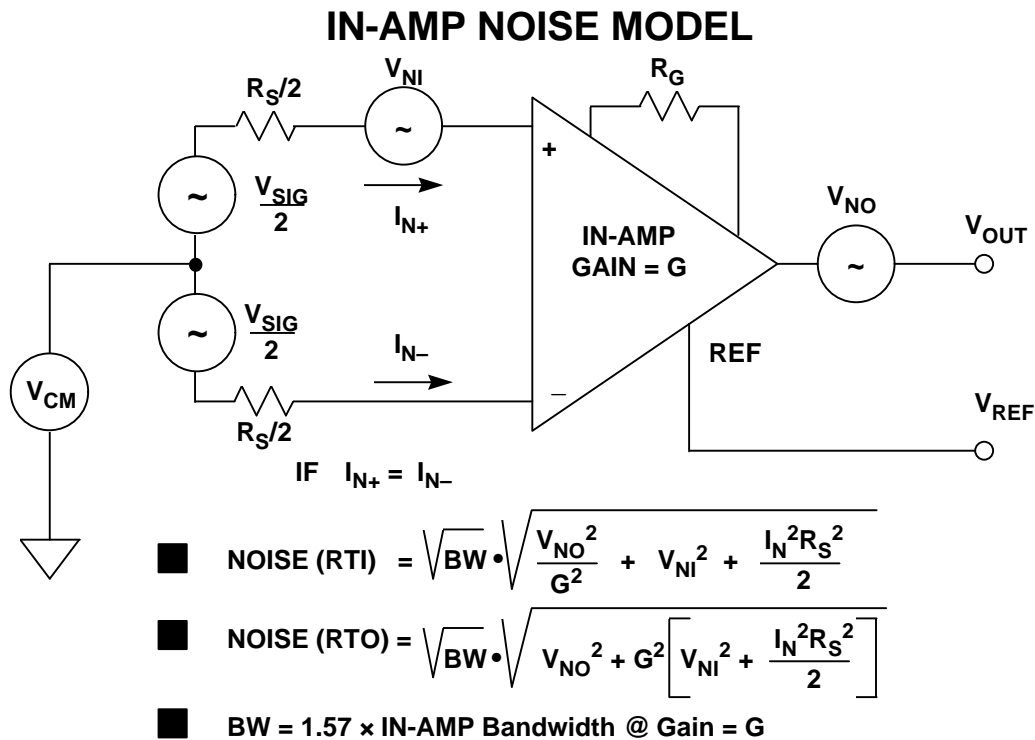 IN-AMP NOISE MODEL
R_S/2
V_NI
R_G
~
+
~
V_SIG
2
I_N+
V_NO
V_OUT
IN-AMP
GAIN = G
~
~
V_SIG
2
I_N–
REF
V_CM
–
V_REF
R_S/2
IF I_N+ = I_N–
■ NOISE (RTI) = √BW • √(V_NO²/G² + V_NI² + I_N²R_S²/2)
■ NOISE (RTO) = √BW • √(V_NO² + G²[V_NI² + I_N²R_S²/2])
■ BW = 1.57 × IN-AMP Bandwidth @ Gain = G